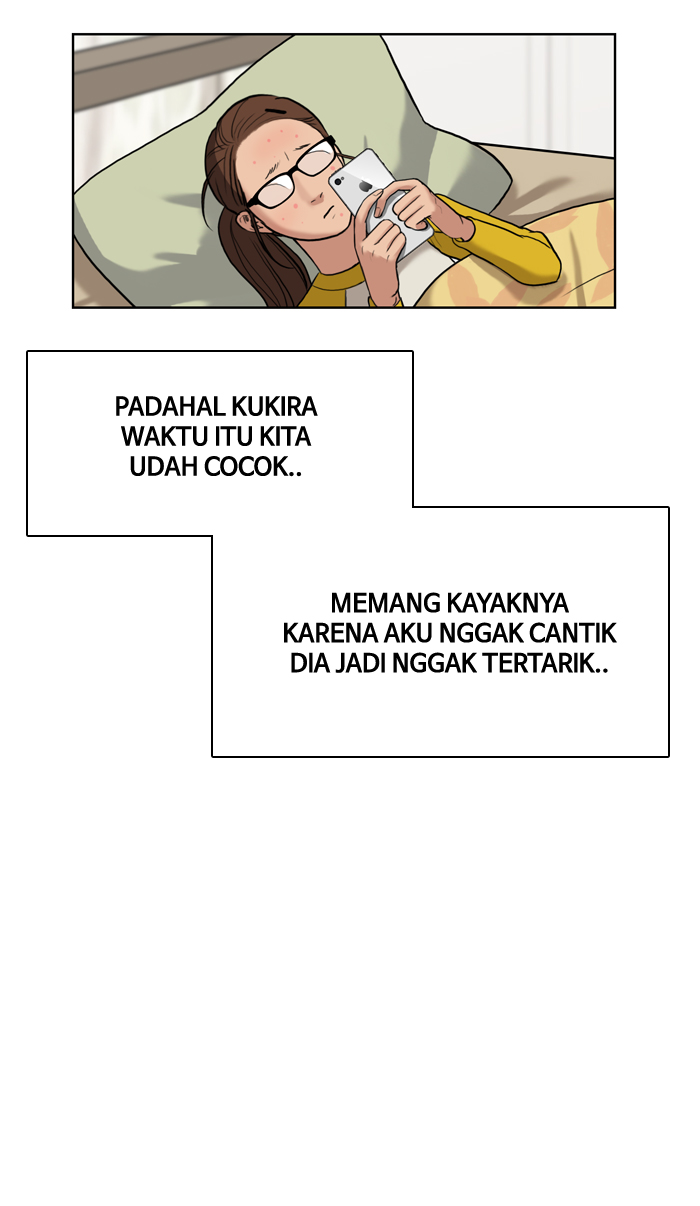 PADAHAL KUKIRA
WAKTU ITU KITA
UDAH COCOK..
MEMANG KAYAKNYA
KARENA AKU NGGAK CANTIK
DIA JADI NGGAK TERTARIK..